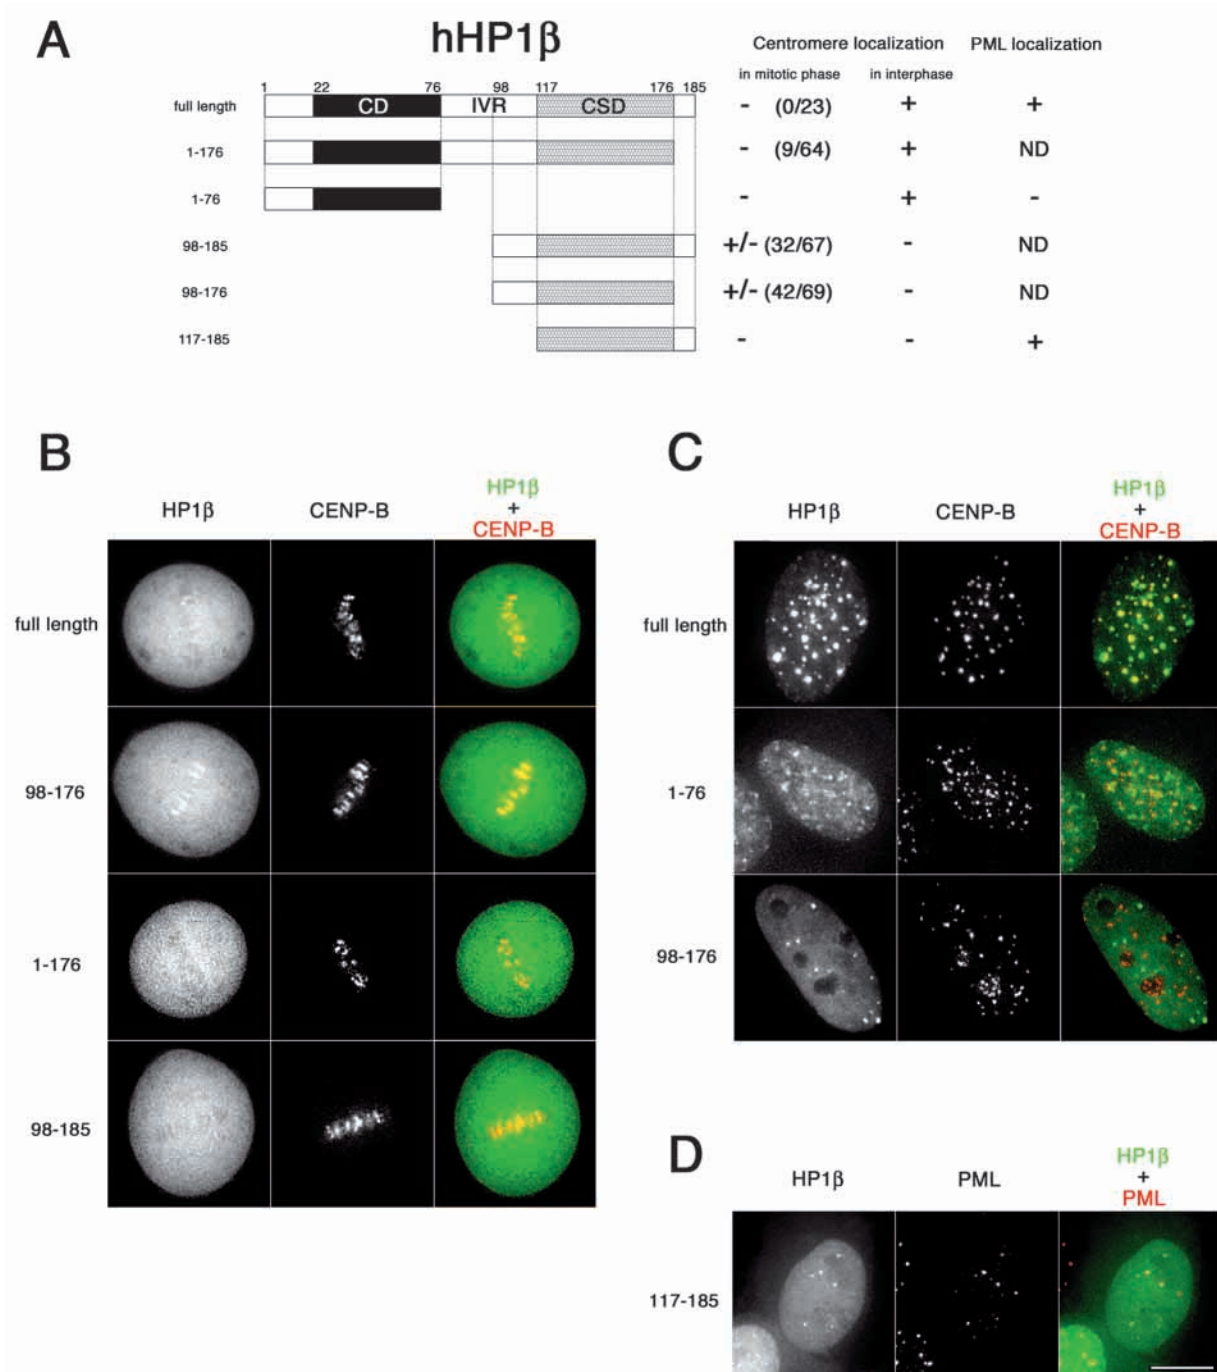 A
hHP1β
Centromere localization PML localization
in mitotic phase in interphase
1 22 76 98 117 176 185
full length CD IVR CSD - (0/23) + +
1-176 - (9/64) + ND
1-76 - + -
98-185 +/- (32/67) - ND
98-176 +/- (42/69) - ND
117-185 - - +
B
HP1β CENP-B HP1β
+
CENP-B
full length
98-176
1-176
98-185
C
HP1β CENP-B HP1β
+
CENP-B
full length
1-76
98-176
D
HP1β PML HP1β
+
PML
117-185